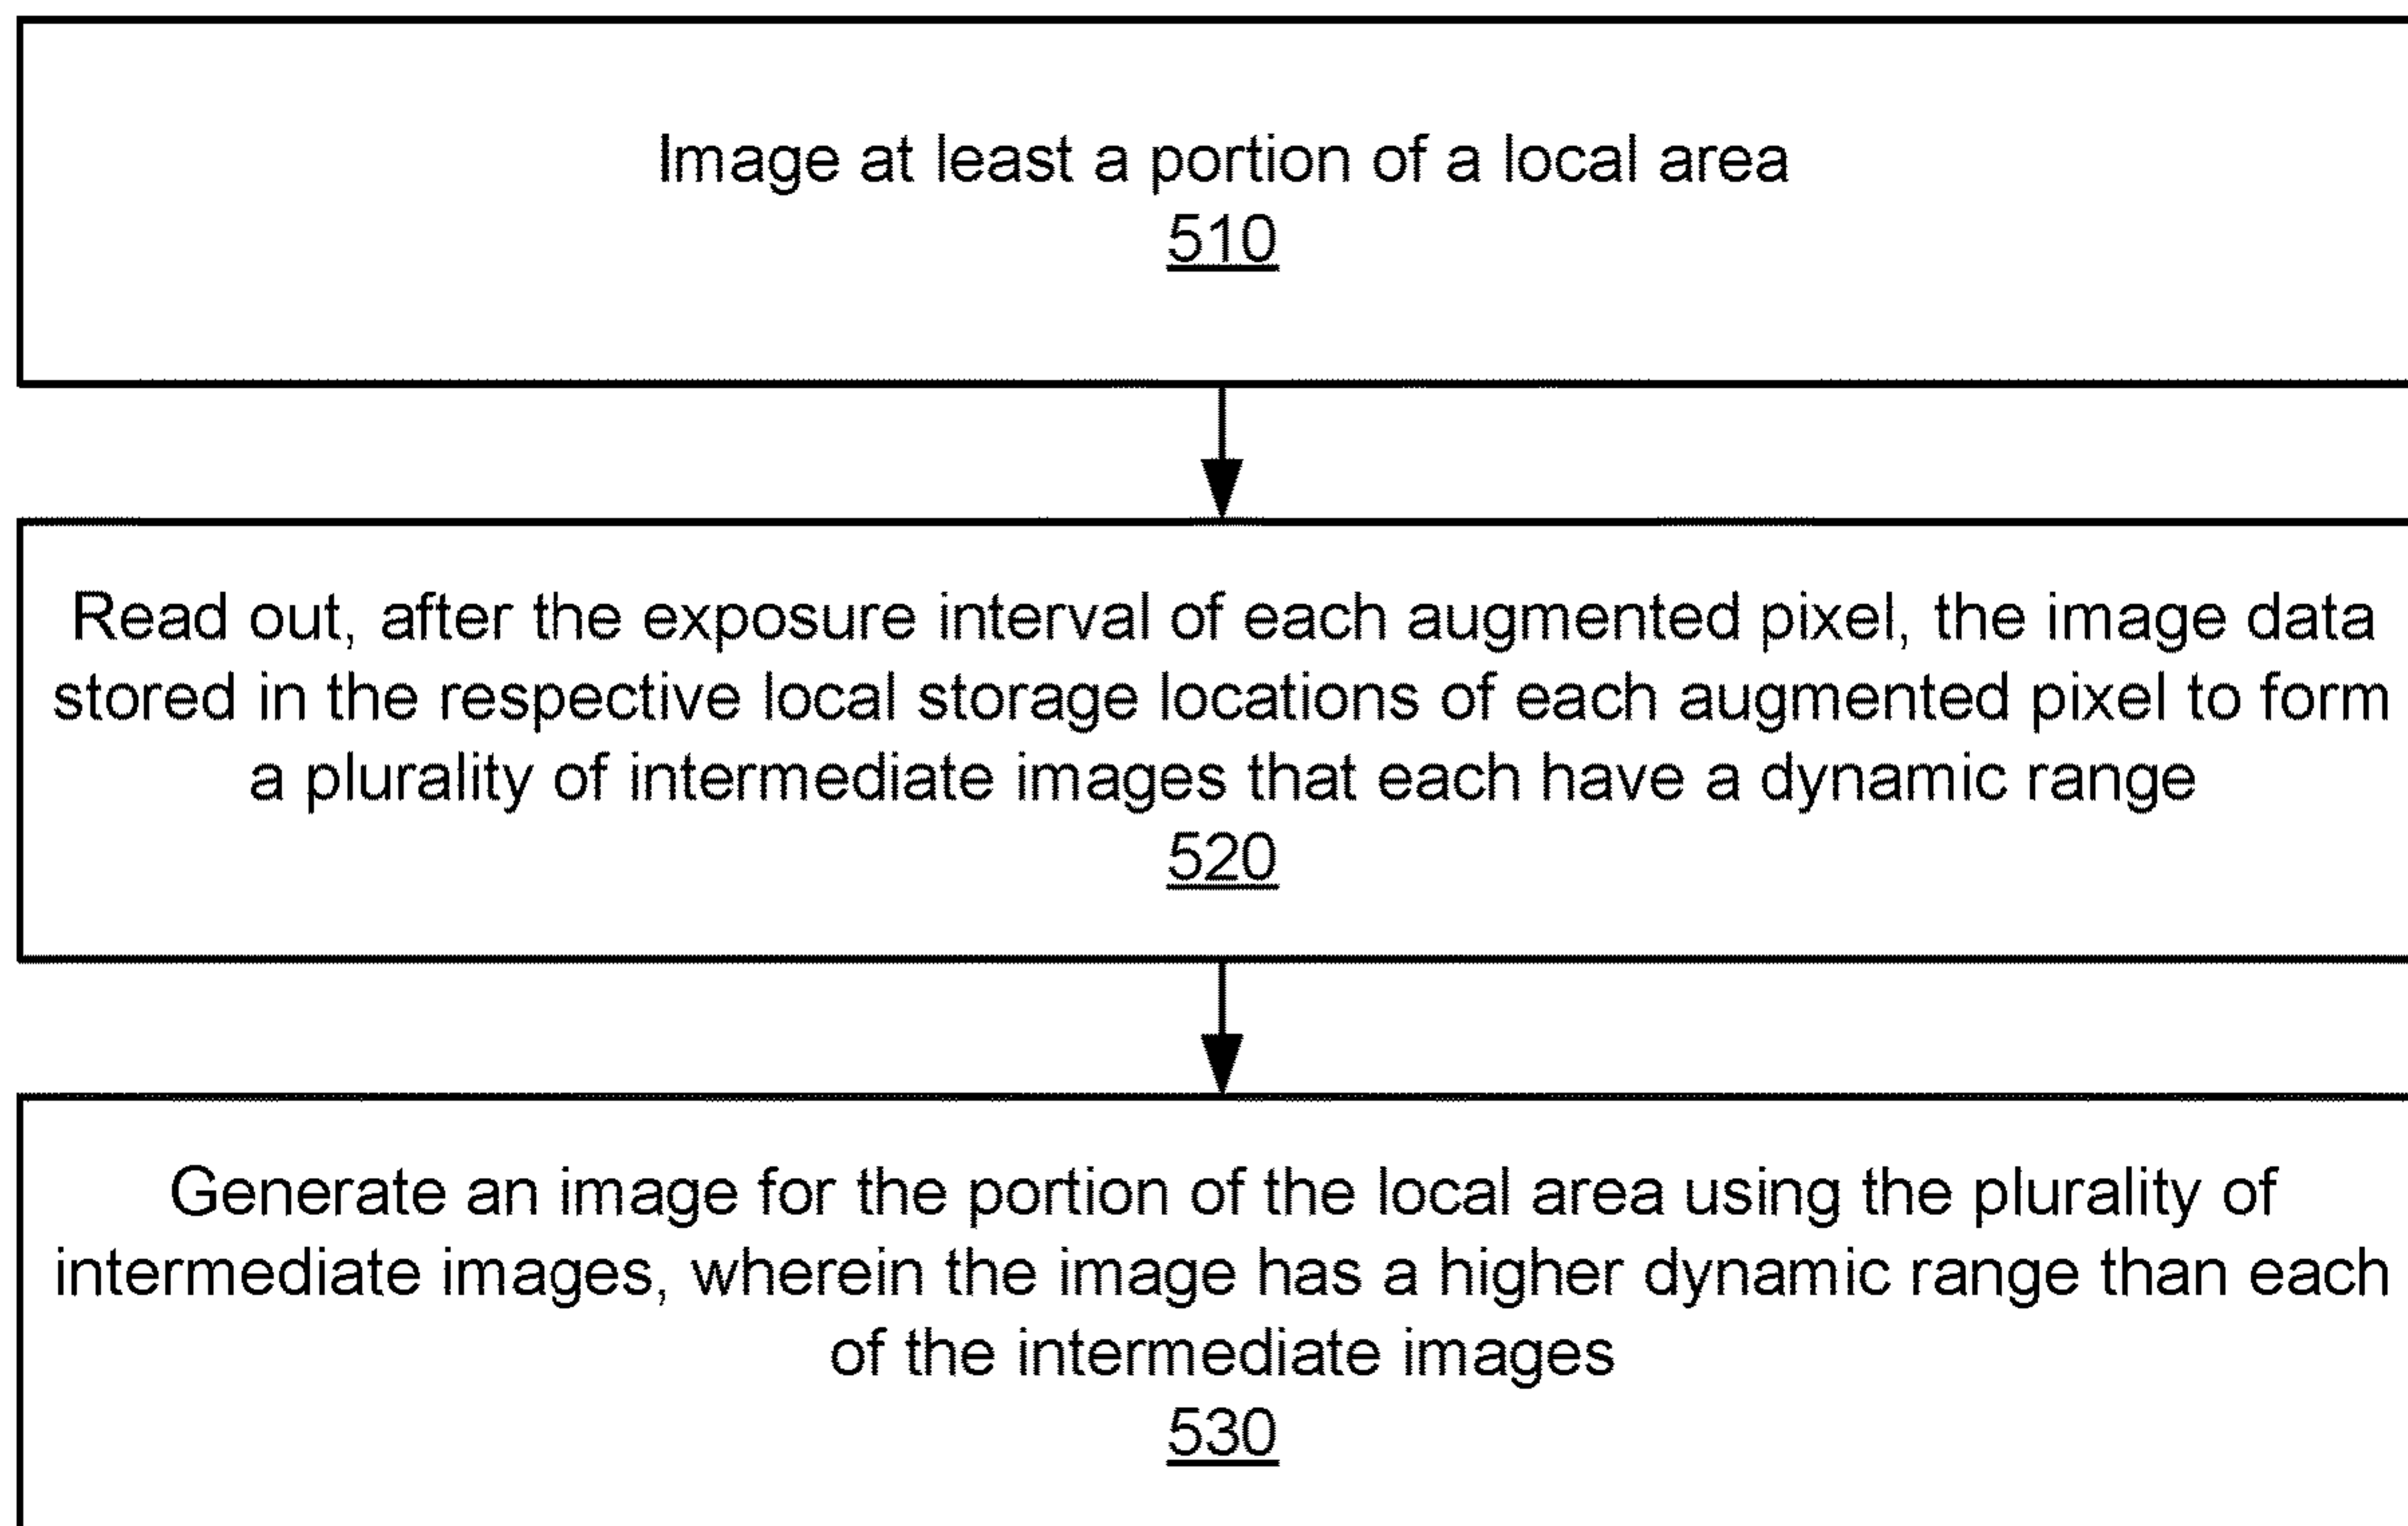 Image at least a portion of a local area
510
Read out, after the exposure interval of each augmented pixel, the image data
stored in the respective local storage locations of each augmented pixel to form
a plurality of intermediate images that each have a dynamic range
520
Generate an image for the portion of the local area using the plurality of
intermediate images, wherein the image has a higher dynamic range than each
of the intermediate images
530